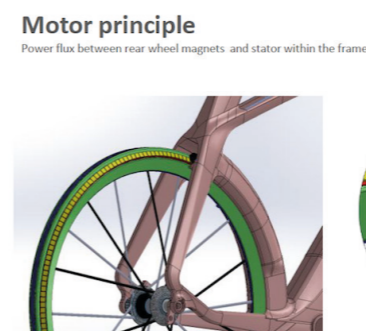 Motor principle
Power flux between rear wheel magnets and stator within the frame